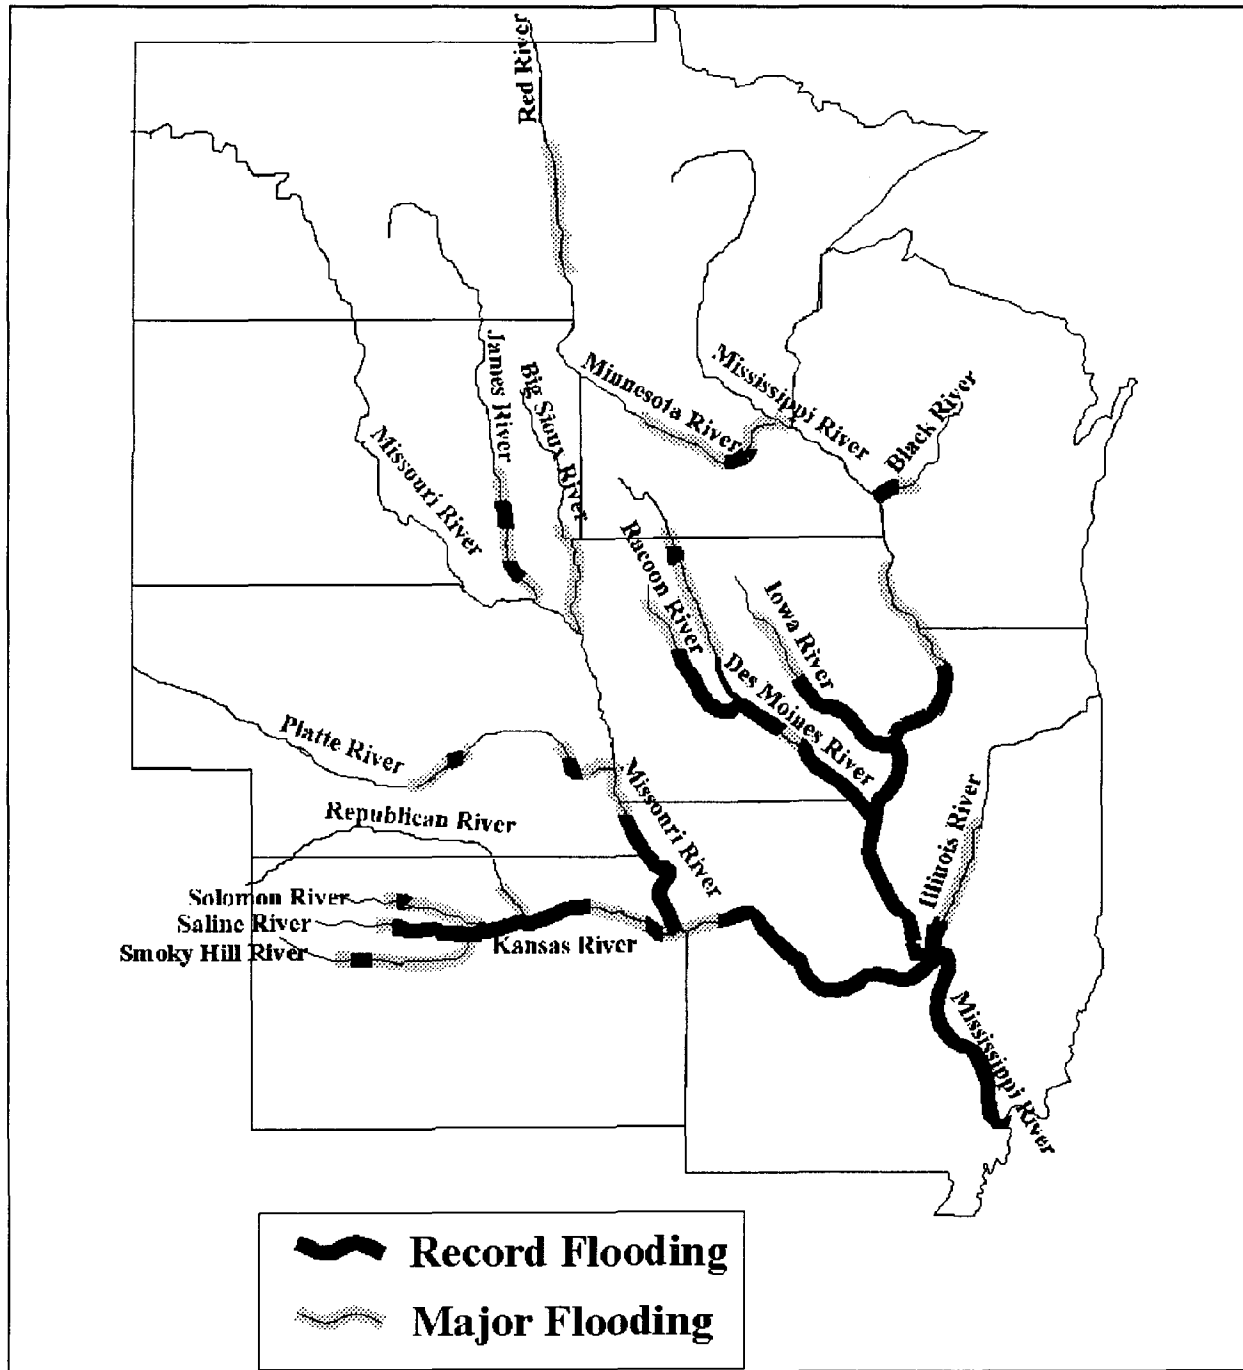 Red River
James River
Big Sioux River
Minnesota River
Mississippi River
Black River
Missouri River
Racoon River
Iowa River
Des Moines River
Platte River
Missouri River
Republican River
Illinois River
Solomon River
Saline River
Kansas River
Smoky Hill River
Mississippi River
Record Flooding
Major Flooding